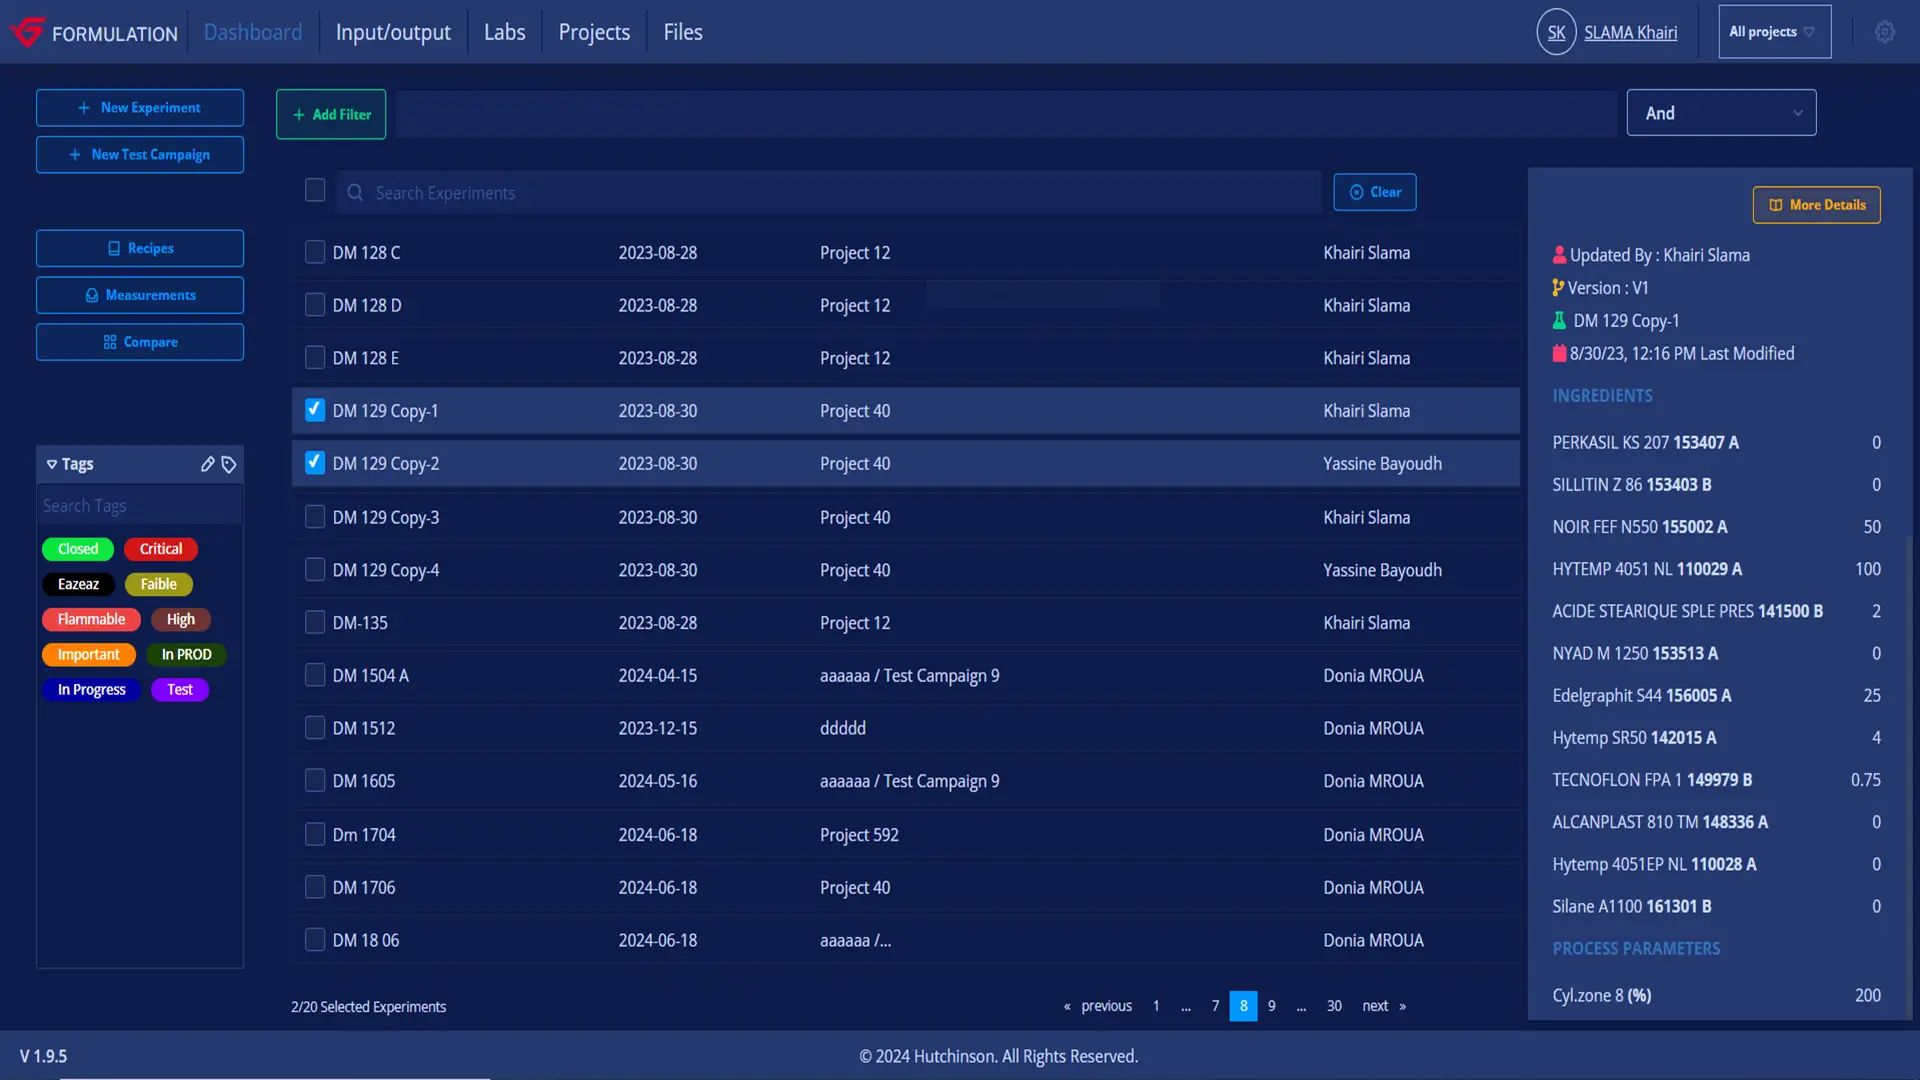 FORMULATION
Dashboard
Input/output
Labs
Projects
Files
SK
SLAMA Khairi
All projects
New Experiment
New Test Campaign
Recipes
Measurements
Compare
Tags
Search Tags
Closed Critical
Eazeaz Faible
Flammable High
Important In PROD
In Progress Test
+ Add Filter
And
Search Experiments
Clear
DM 128 C 2023-08-28 Project 12 Khairi Slama
DM 128 D 2023-08-28 Project 12 Khairi Slama
DM 128 E 2023-08-28 Project 12 Khairi Slama
DM 129 Copy-1 2023-08-30 Project 40 Khairi Slama
DM 129 Copy-2 2023-08-30 Project 40 Yassine Bayoudh
DM 129 Copy-3 2023-08-30 Project 40 Khairi Slama
DM 129 Copy-4 2023-08-30 Project 40 Yassine Bayoudh
DM-135 2023-08-28 Project 12 Khairi Slama
DM 1504 A 2024-04-15 aaaaaa / Test Campaign 9 Donia MROUA
DM 1512 2023-12-15 ddddd Donia MROUA
DM 1605 2024-05-16 aaaaaa / Test Campaign 9 Donia MROUA
Dm 1704 2024-06-18 Project 592 Donia MROUA
DM 1706 2024-06-18 Project 40 Donia MROUA
DM 18 06 2024-06-18 aaaaaa /... Donia MROUA
2/20 Selected Experiments
« previous 1 ... 7 8 9 ... 30 next »
More Details
Updated By : Khairi Slama
Version : V1
DM 129 Copy-1
8/30/23, 12:16 PM Last Modified
INGREDIENTS
PERKASIL KS 207 153407 A 0
SILLITIN Z 86 153403 B 0
NOIR FEF N550 155002 A 50
HYTEMP 4051 NL 110029 A 100
ACIDE STEARIQUE SPLE PRES 141500 B 2
NYAD M 1250 153513 A 0
Edelgraphit S44 156005 A 25
Hytemp SR50 142015 A 4
TECNOFLON FPA 1 149979 B 0.75
ALCANPLAST 810 TM 148336 A 0
Hytemp 4051EP NL 110028 A 0
Silane A1100 161301 B 0
PROCESS PARAMETERS
Cyl.zone 8 (%) 200
V 1.9.5
© 2024 Hutchinson. All Rights Reserved.